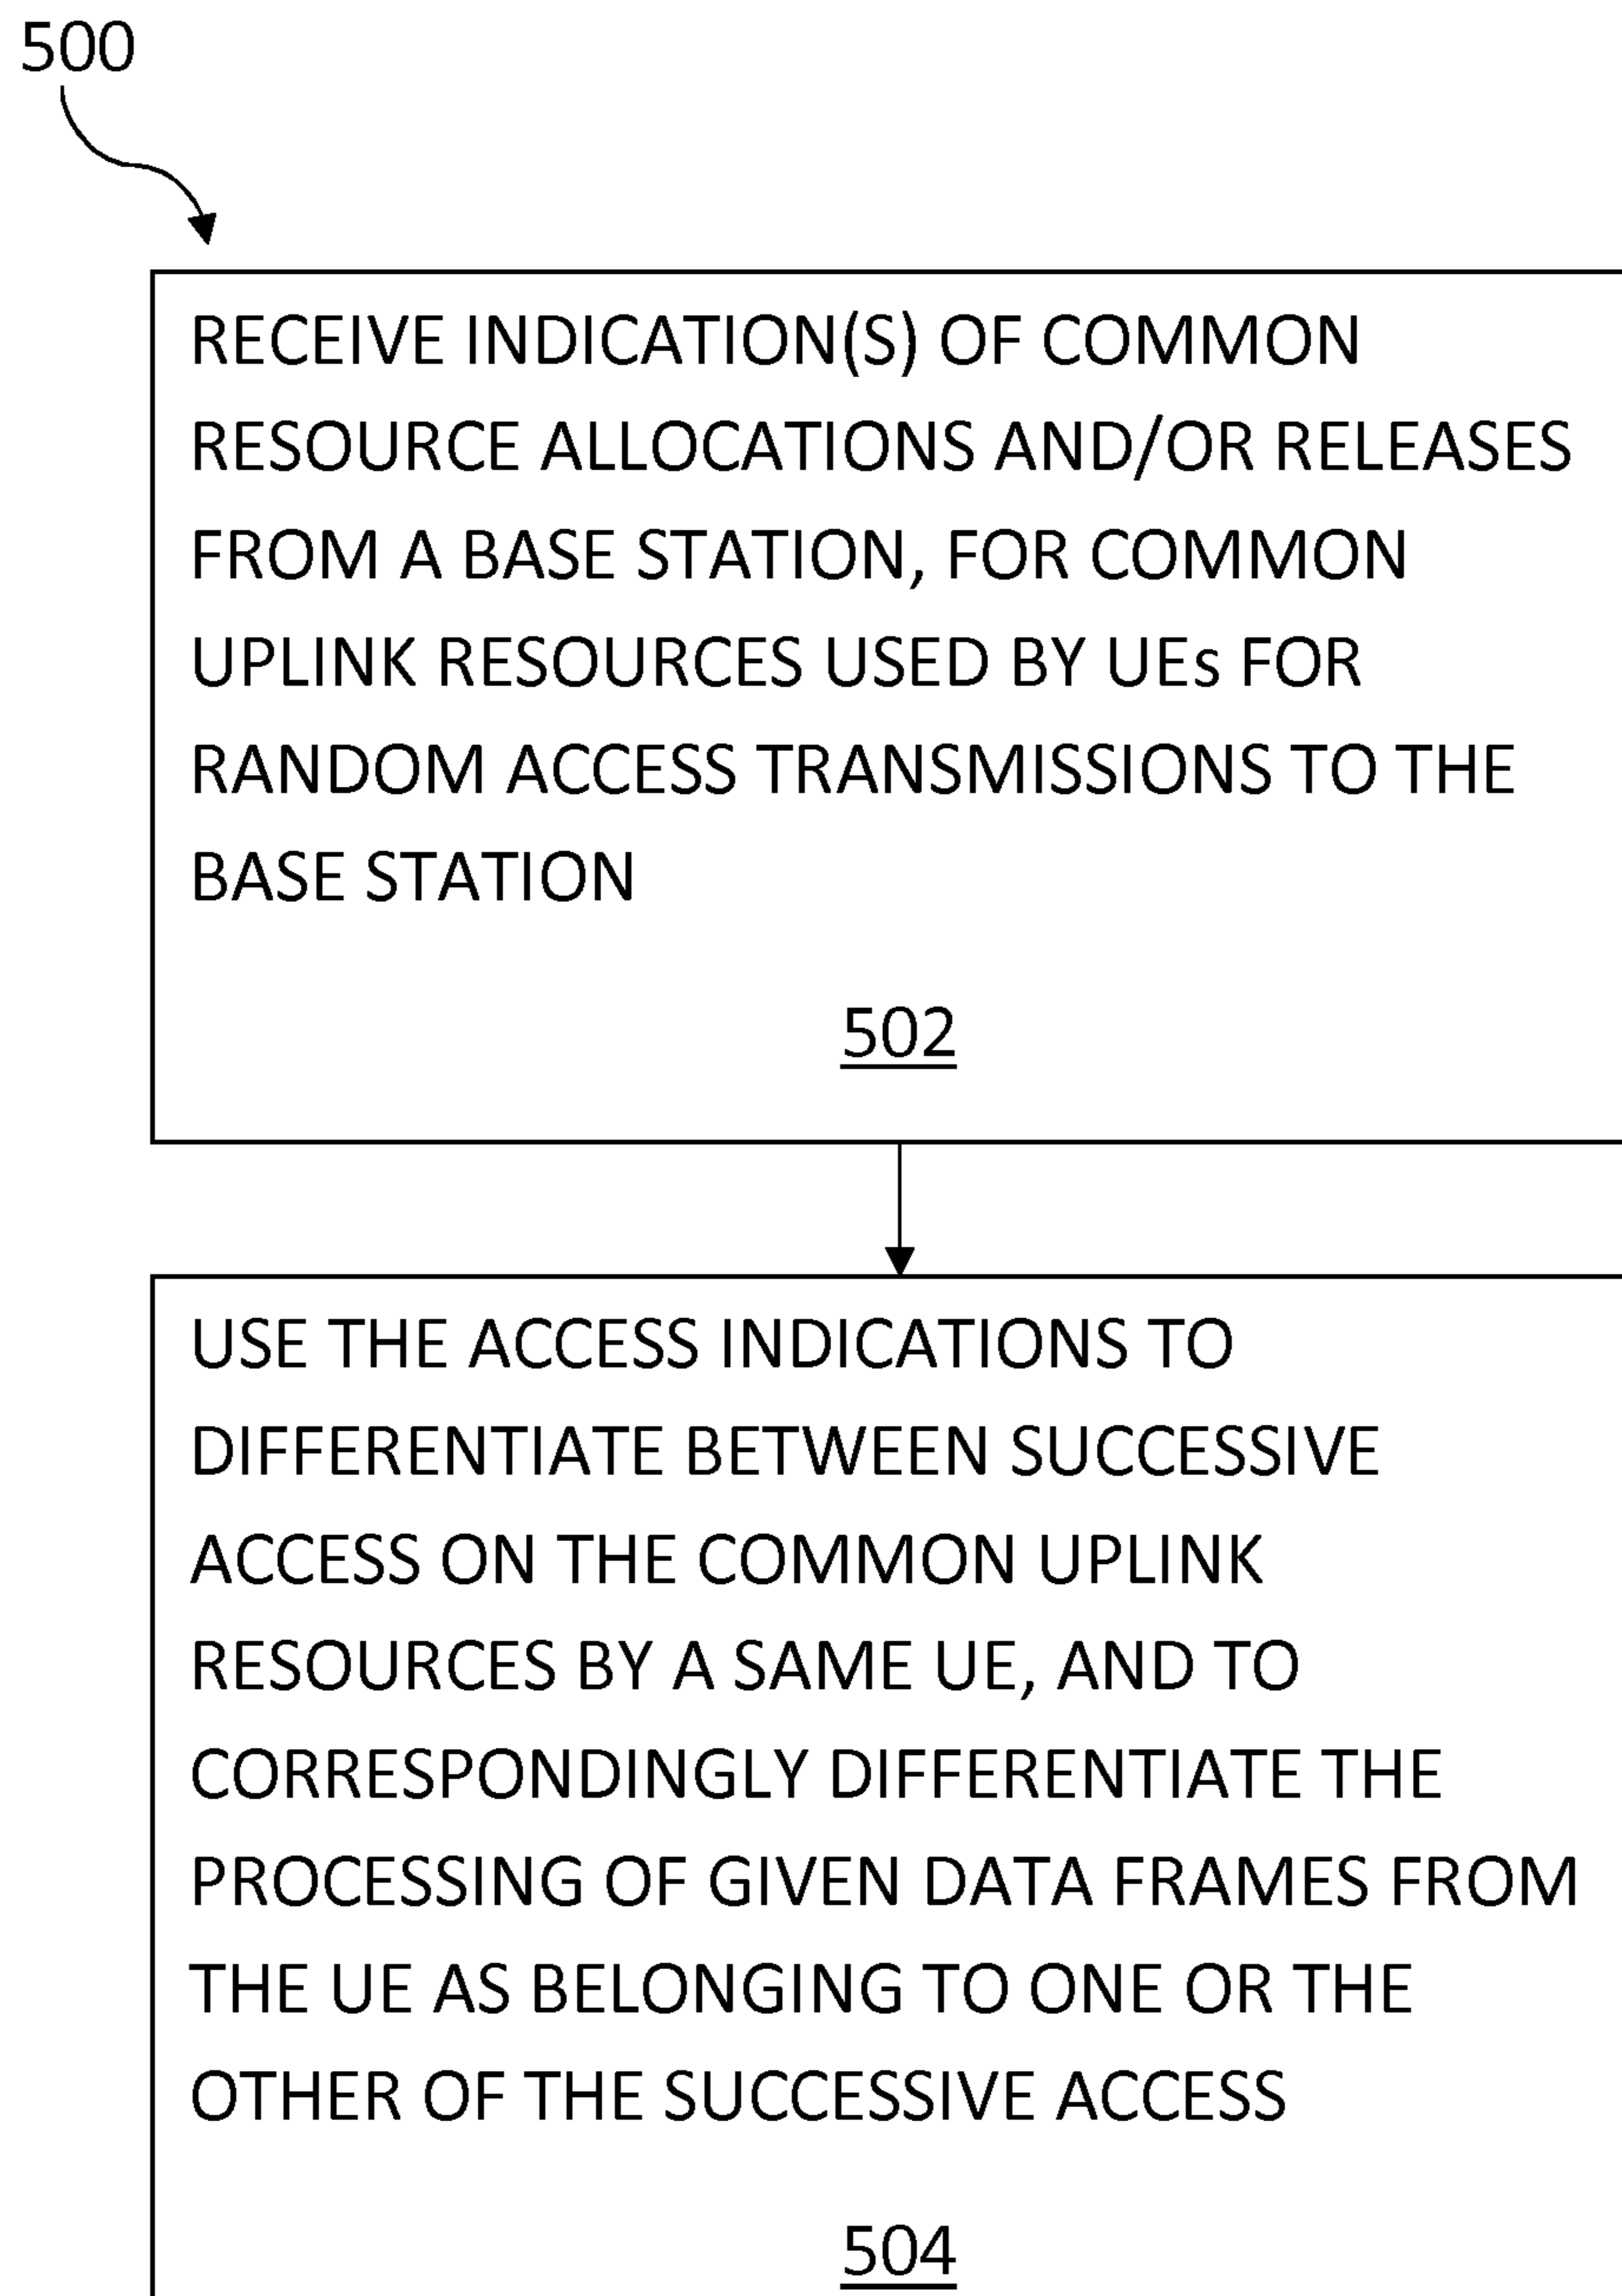 500
RECEIVE INDICATION(S) OF COMMON
RESOURCE ALLOCATIONS AND/OR RELEASES
FROM A BASE STATION, FOR COMMON
UPLINK RESOURCES USED BY UEs FOR
RANDOM ACCESS TRANSMISSIONS TO THE
BASE STATION
502
USE THE ACCESS INDICATIONS TO
DIFFERENTIATE BETWEEN SUCCESSIVE
ACCESS ON THE COMMON UPLINK
RESOURCES BY A SAME UE, AND TO
CORRESPONDINGLY DIFFERENTIATE THE
PROCESSING OF GIVEN DATA FRAMES FROM
THE UE AS BELONGING TO ONE OR THE
OTHER OF THE SUCCESSIVE ACCESS
504